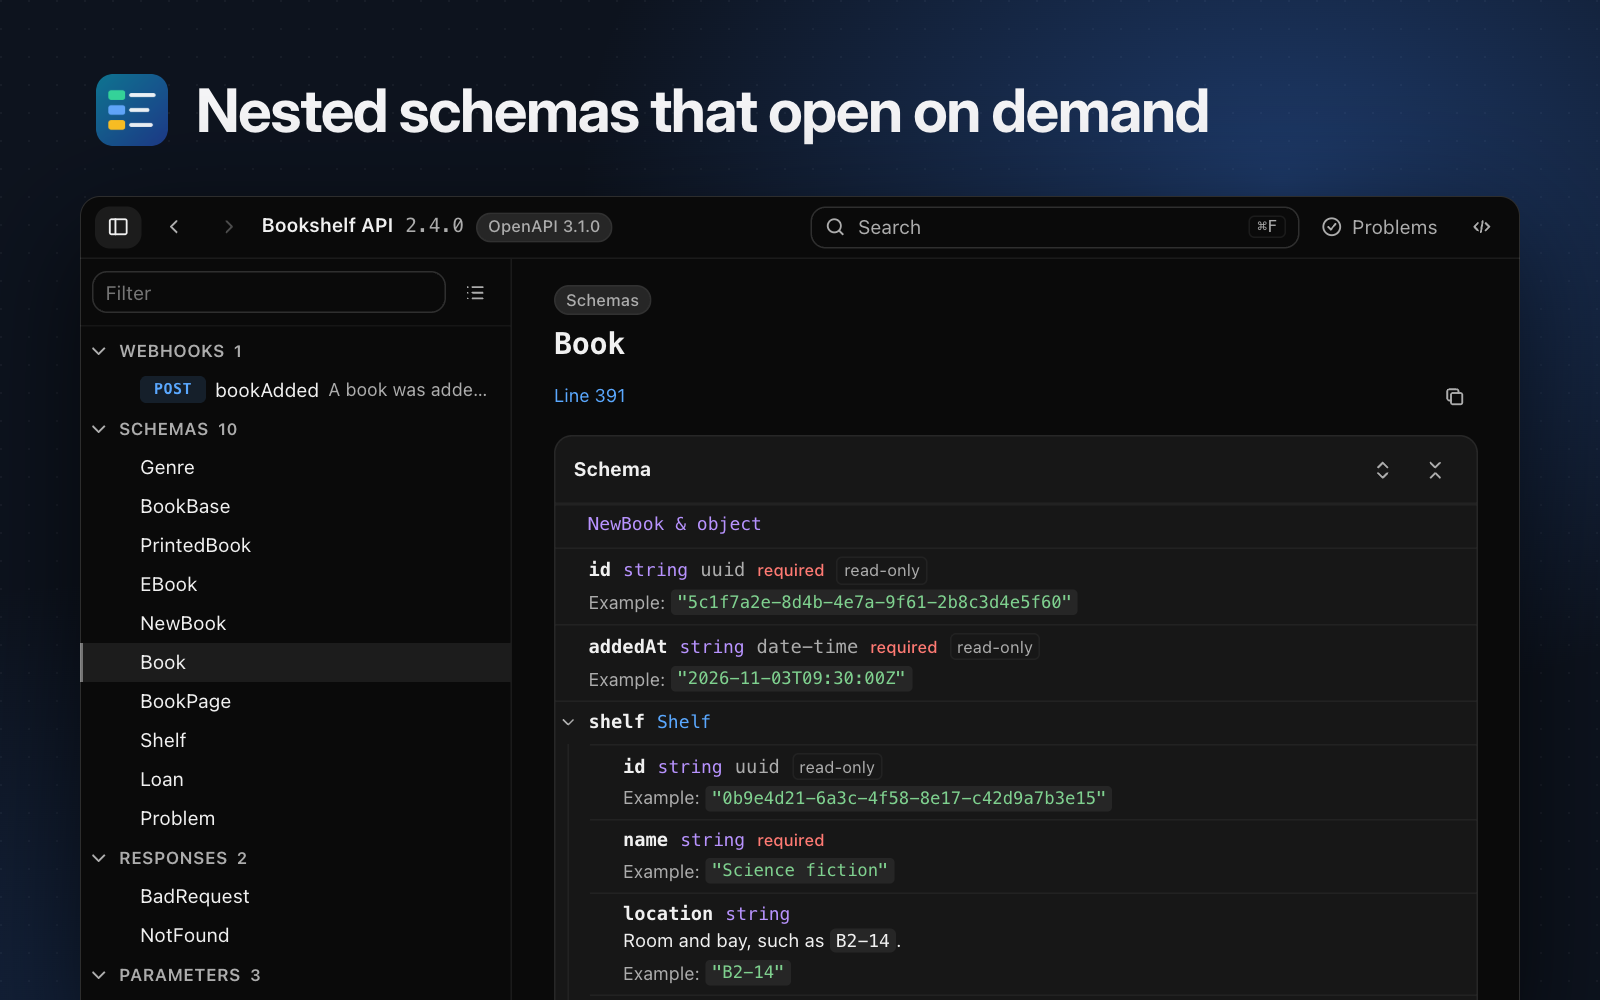 Nested schemas that open on demand
Bookshelf API 2.4.0 OpenAPI 3.1.0
Search ⌘F
Problems
Filter
WEBHOOKS 1
POST bookAdded A book was adde...
SCHEMAS 10
Genre
BookBase
PrintedBook
EBook
NewBook
Book
BookPage
Shelf
Loan
Problem
RESPONSES 2
BadRequest
NotFound
PARAMETERS 3
Schemas
Book
Line 391
Schema
NewBook & object
id string uuid required read-only
Example: "5c1f7a2e-8d4b-4e7a-9f61-2b8c3d4e5f60"
addedAt string date-time required read-only
Example: "2026-11-03T09:30:00Z"
shelf Shelf
id string uuid read-only
Example: "0b9e4d21-6a3c-4f58-8e17-c42d9a7b3e15"
name string required
Example: "Science fiction"
location string
Room and bay, such as B2-14.
Example: "B2-14"